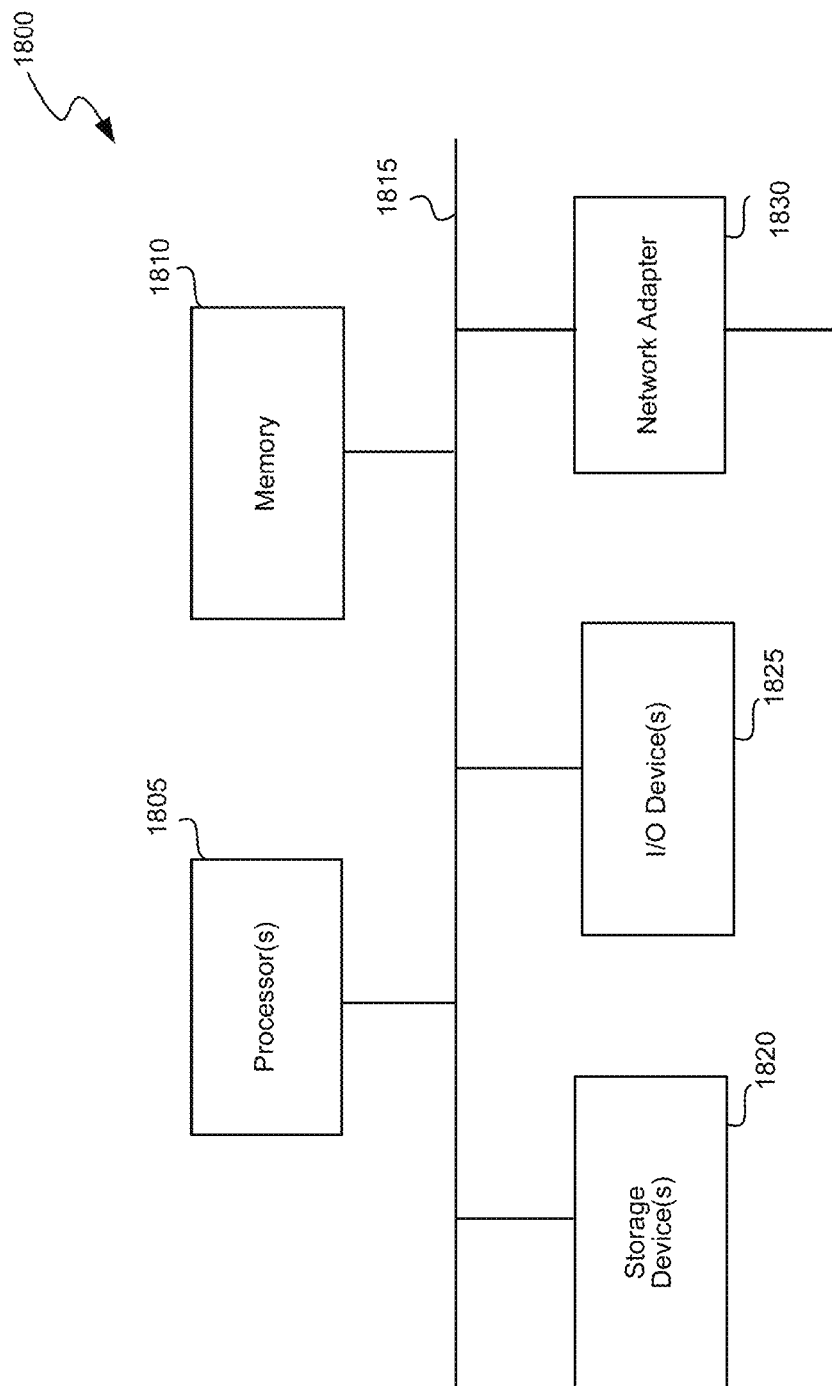 1800
1805
Processor(s)
1810
Memory
1815
Storage
Device(s)
1820
I/O Device(s)
1825
Network Adapter
1830